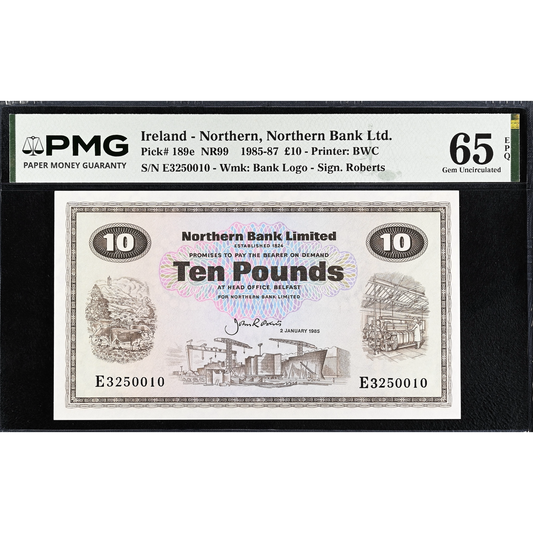 PMG
PAPER MONEY GUARANTY
Ireland - Northern, Northern Bank Ltd.
Pick# 189e NR99 1985-87 £10 - Printer: BWC
S/N E3250010 - Wmk: Bank Logo - Sign. Roberts
65 EPQ
Gem Uncirculated
10
10
Northern Bank Limited
ESTABLISHED 1824
PROMISES TO PAY THE BEARER ON DEMAND
Ten Pounds
AT HEAD OFFICE BELFAST
FOR NORTHERN BANK LIMITED
2 JANUARY 1985
E3250010
E3250010